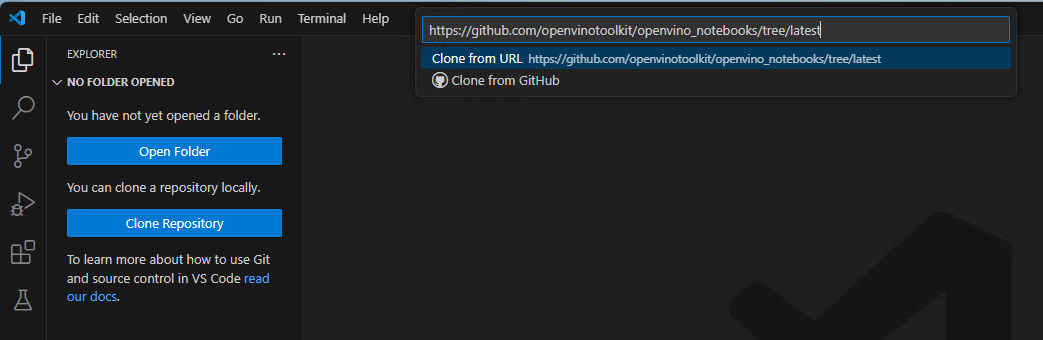 File Edit Selection View Go Run Terminal Help
https://github.com/openvinotoolkit/openvino_notebooks/tree/latest
Clone from URL https://github.com/openvinotoolkit/openvino_notebooks/tree/latest
Clone from GitHub
EXPLORER
NO FOLDER OPENED
You have not yet opened a folder.
Open Folder
You can clone a repository locally.
Clone Repository
To learn more about how to use Git
and source control in VS Code read
our docs.